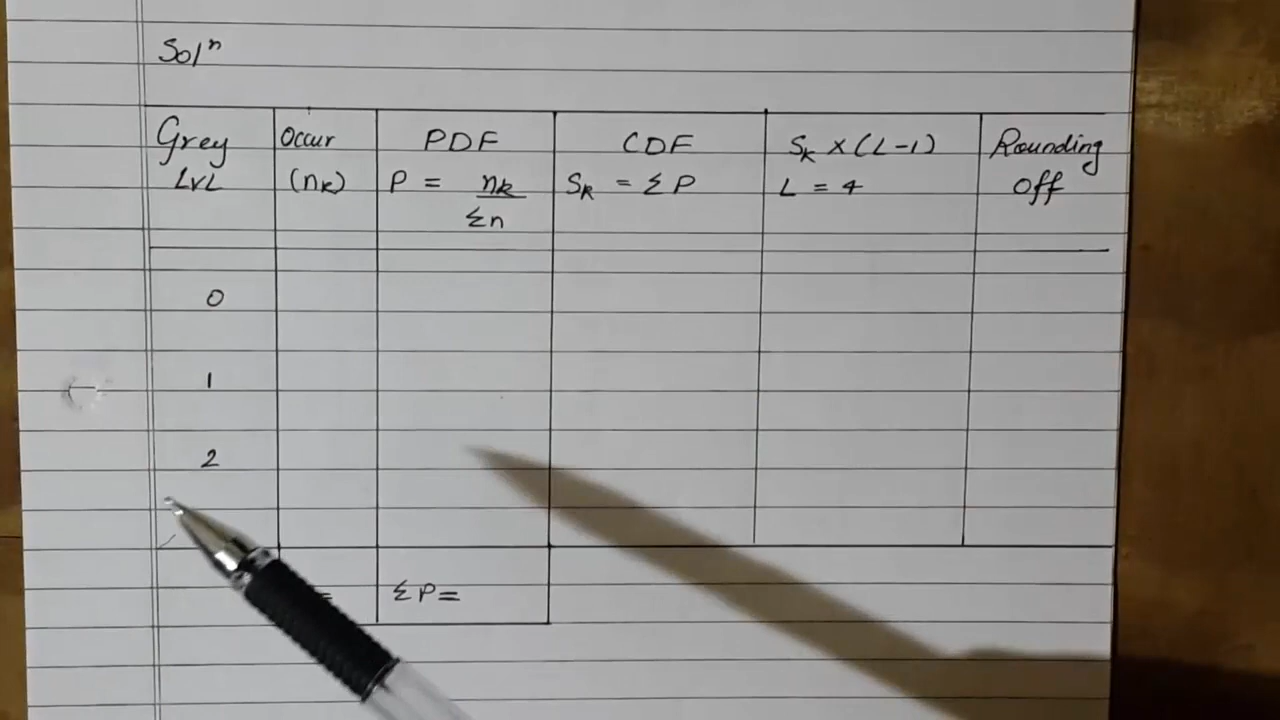 Solⁿ
Grey Occur PDF CDF Sk × (L-1) Rounding
LVL (nk) P = nk Sk = ΣP L = 4 off
Σn
0
1
2
= ΣP =